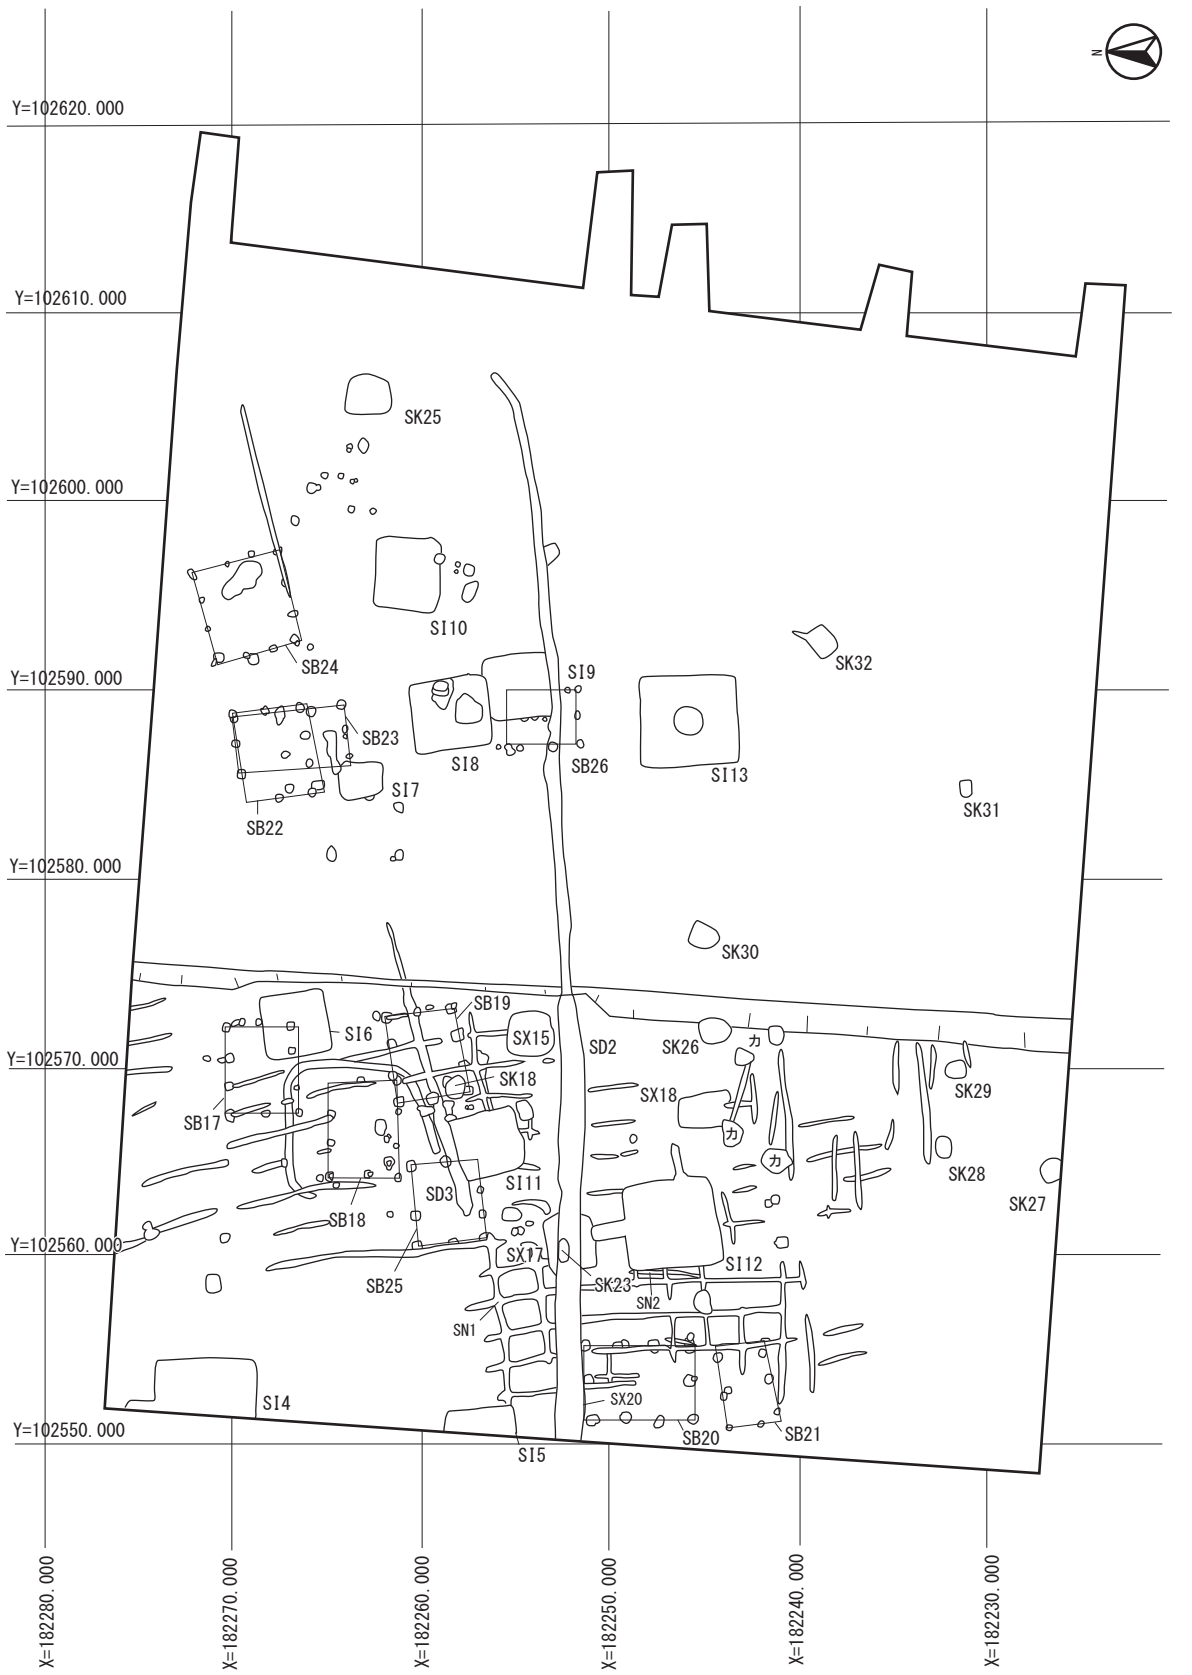 N
Y=102620.000
Y=102610.000
SK25
Y=102600.000
SI10
SK32
SB24
SI9
Y=102590.000
SB23
SI8
SB26
SI13
SI7
SK31
SB22
Y=102580.000
SK30
SB19
SI6
SX15
SD2
SK26
カ
Y=102570.000
SK18
SX18
SK29
SB17
カ
カ
SK28
SI11
SD3
SK27
SB18
Y=102560.000
SX17
SI12
SB25
SK23
SN2
SN1
SI4
SX20
Y=102550.000
SB20
SB21
SI5
X=182280.000
X=182270.000
X=182260.000
X=182250.000
X=182240.000
X=182230.000